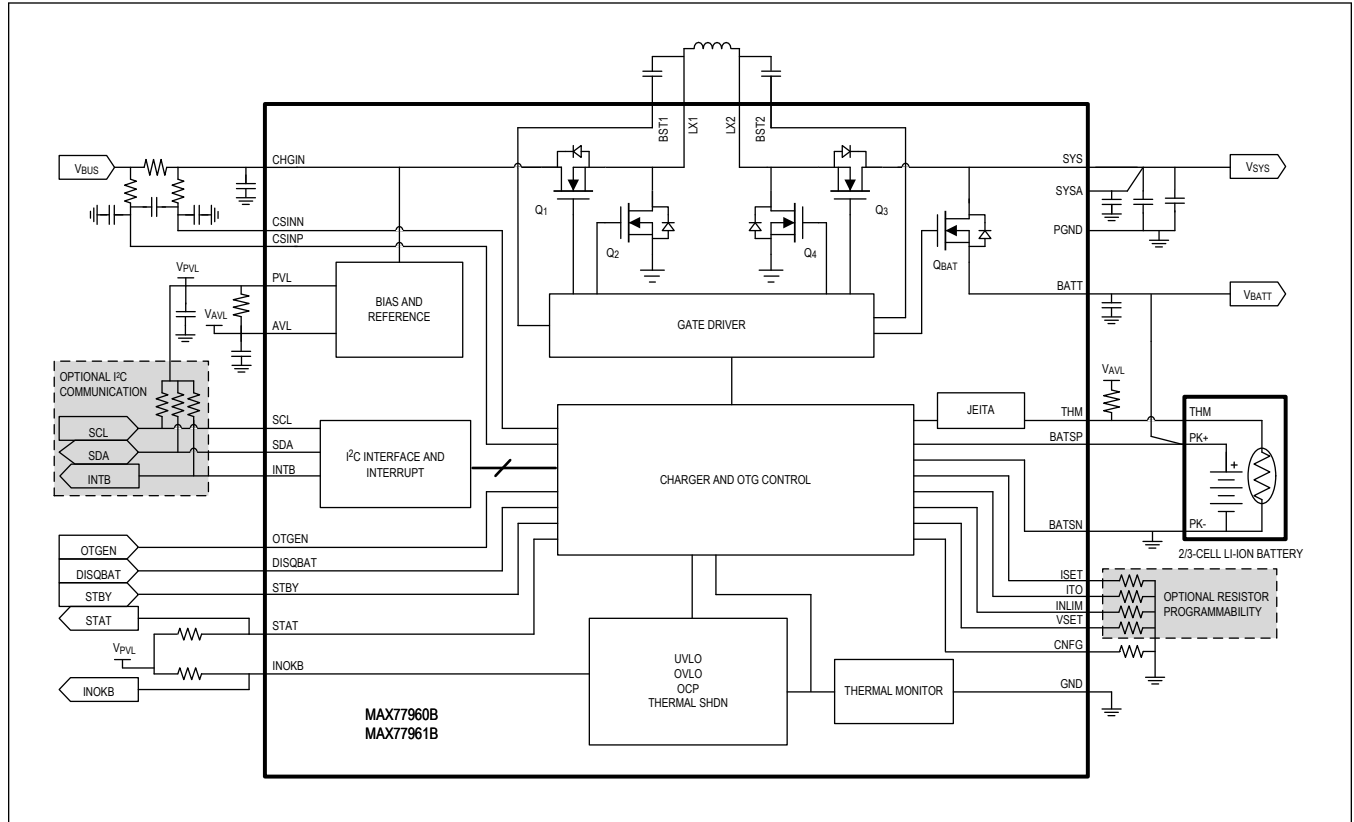 BST1
LX1
LX2
BST2
VBUS
CHGIN
Q1
Q2
Q3
Q4
QBAT
SYS
SYSA
PGND
VSYS
CSINN
CSINP
VPVL
PVL
VAVL
AVL
BIAS AND
REFERENCE
GATE DRIVER
BATT
VBATT
OPTIONAL I²C
COMMUNICATION
SCL
SDA
INTB
SCL
SDA
INTB
I²C INTERFACE AND
INTERRUPT
CHARGER AND OTG CONTROL
JEITA
VAVL
THM
BATSP
BATSN
THM
PK+
+
PK-
2/3-CELL LI-ION BATTERY
OTGEN
DISQBAT
STBY
STAT
VPVL
INOKB
OTGEN
DISQBAT
STBY
STAT
INOKB
ISET
ITO
INLIM
VSET
CNFG
GND
OPTIONAL RESISTOR
PROGRAMMABILITY
UVLO
OVLO
OCP
THERMAL SHDN
THERMAL MONITOR
MAX77960B
MAX77961B